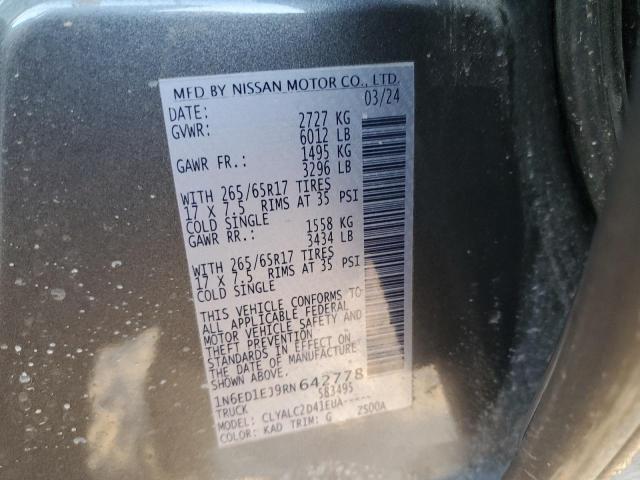 MFD BY NISSAN MOTOR CO., LTD.
DATE: 03/24
GVWR: 2727 KG
6012 LB
GAWR FR.: 1495 KG
3296 LB
WITH 265/65R17 TIRES
17 X 7.5 RIMS AT 35 PSI
COLD SINGLE
GAWR RR.: 1558 KG
3434 LB
WITH 265/65R17 TIRES
17 X 7.5 RIMS AT 35 PSI
COLD SINGLE
THIS VEHICLE CONFORMS TO
ALL APPLICABLE FEDERAL
MOTOR VEHICLE SAFETY AND
THEFT PREVENTION
STANDARDS IN EFFECT ON
THE DATE OF MANUFACTURE
SHOWN ABOVE.
1N6ED1EJ9RN642778
TRUCK S83495
MODEL: CLYALC2D41EUA-----
COLOR: KAD TRIM: G 2S00A